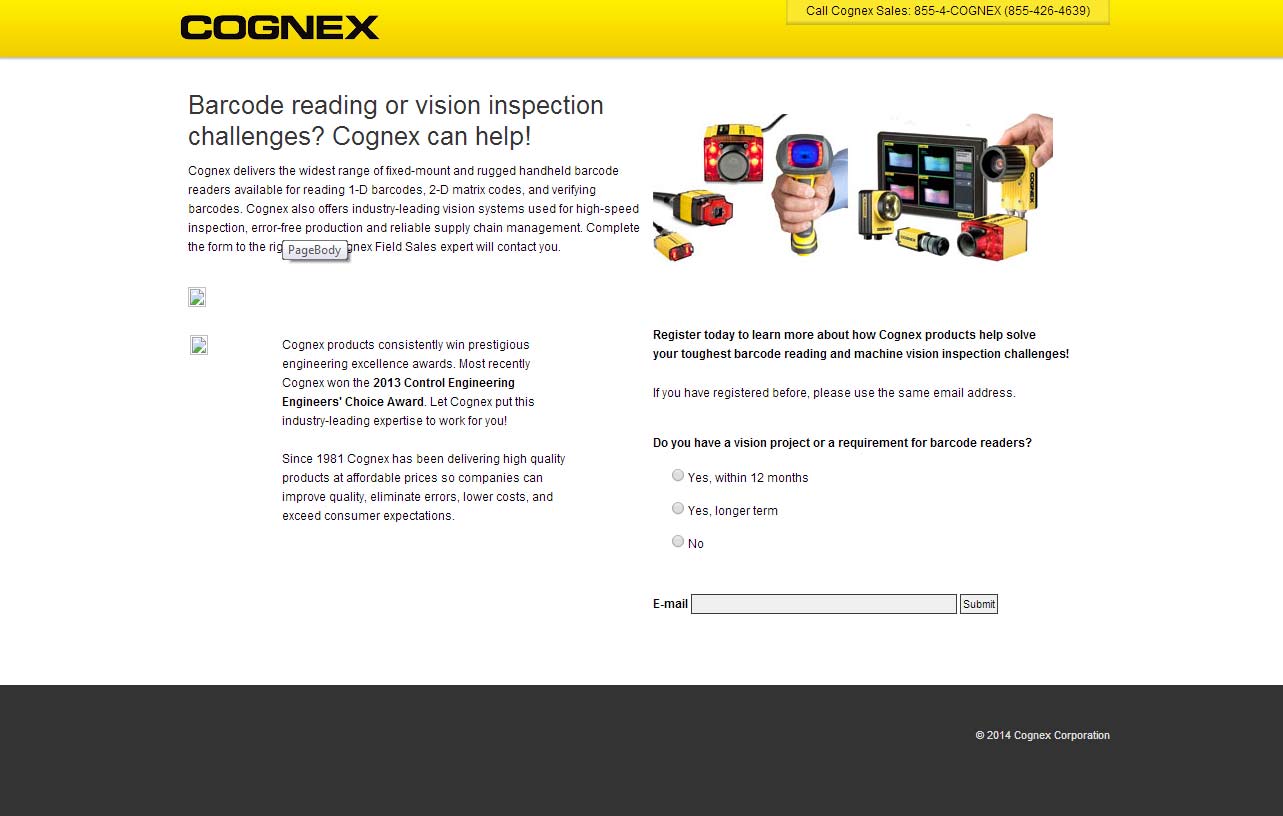 COGNEX
Call Cognex Sales: 855-4-COGNEX (855-426-4639)
Barcode reading or vision inspection
challenges? Cognex can help!
Cognex delivers the widest range of fixed-mount and rugged handheld barcode
readers available for reading 1-D barcodes, 2-D matrix codes, and verifying
barcodes. Cognex also offers industry-leading vision systems used for high-speed
inspection, error-free production and reliable supply chain management. Complete
the form to the rig gnex Field Sales expert will contact you.
PageBody
COGNEX
COGNEX
Cognex products consistently win prestigious
engineering excellence awards. Most recently
Cognex won the 2013 Control Engineering
Engineers' Choice Award. Let Cognex put this
industry-leading expertise to work for you!
Since 1981 Cognex has been delivering high quality
products at affordable prices so companies can
improve quality, eliminate errors, lower costs, and
exceed consumer expectations.
Register today to learn more about how Cognex products help solve
your toughest barcode reading and machine vision inspection challenges!
If you have registered before, please use the same email address.
Do you have a vision project or a requirement for barcode readers?
Yes, within 12 months
Yes, longer term
No
E-mail Submit
© 2014 Cognex Corporation